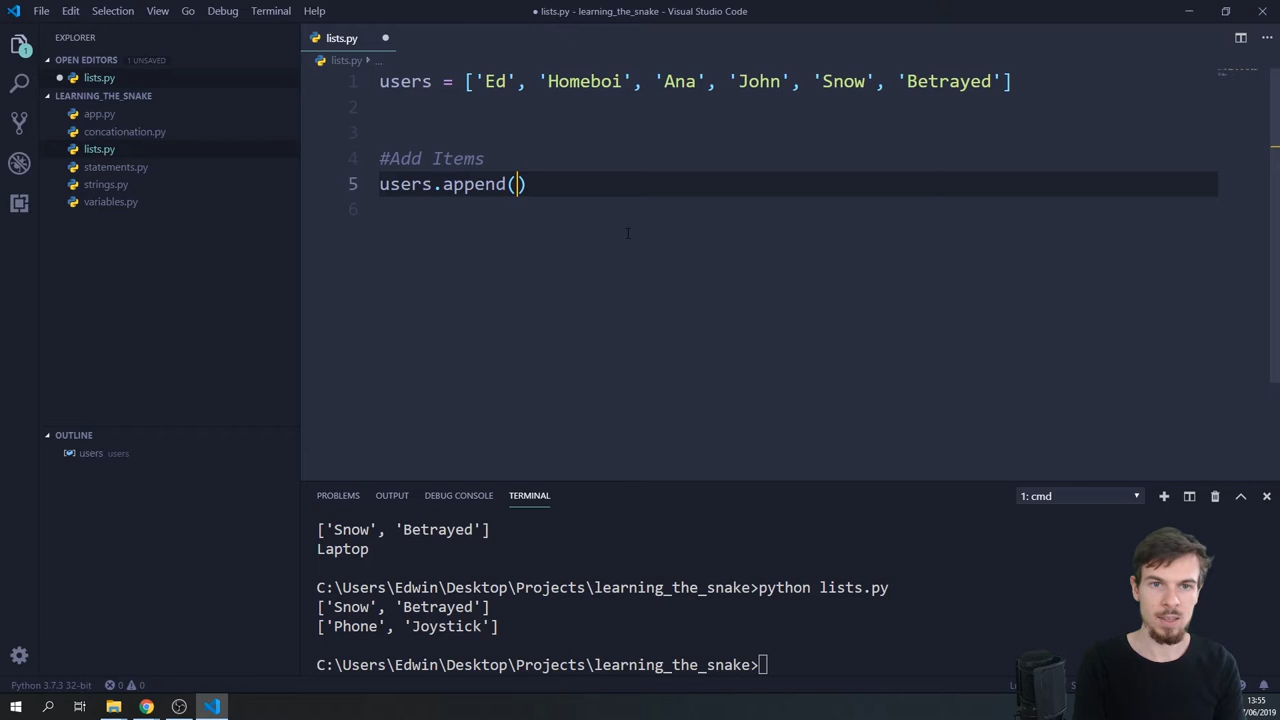 File Edit Selection View Go Debug Terminal Help
● lists.py - learning_the_snake - Visual Studio Code
EXPLORER
OPEN EDITORS 1 UNSAVED
lists.py
LEARNING_THE_SNAKE
app.py
concationation.py
lists.py
statements.py
strings.py
variables.py
OUTLINE
users users
lists.py
lists.py ...
1 users = ['Ed', 'Homeboi', 'Ana', 'John', 'Snow', 'Betrayed']
2
3
4 #Add Items
5 users.append()
6
PROBLEMS OUTPUT DEBUG CONSOLE TERMINAL
1: cmd
['Snow', 'Betrayed']
Laptop
C:\Users\Edwin\Desktop\Projects\learning_the_snake>python lists.py
['Snow', 'Betrayed']
['Phone', 'Joystick']
C:\Users\Edwin\Desktop\Projects\learning_the_snake>
Python 3.7.3 32-bit 0 0
1
13:55
/06/2019